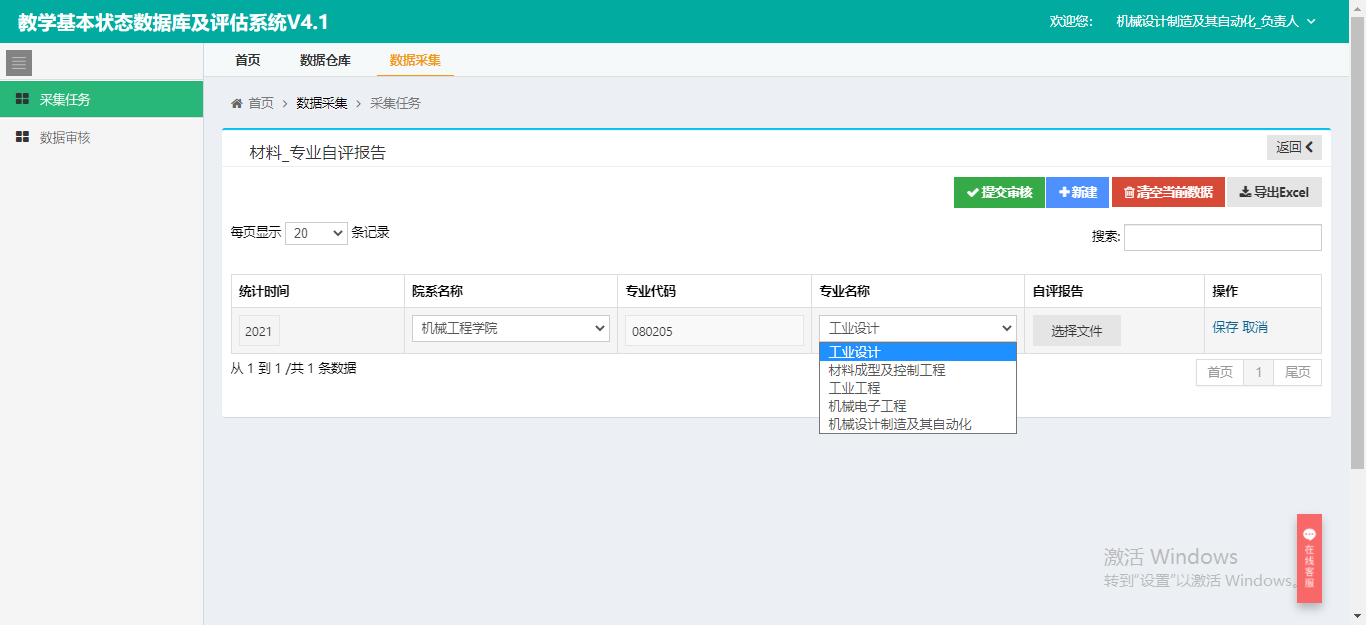 教学基本状态数据库及评估系统V4.1
欢迎您: 机械设计制造及其自动化_负责人
首页 数据仓库 数据采集
采集任务
数据审核
首页 > 数据采集 > 采集任务
材料_专业自评报告
返回
提交审核 新建 清空当前数据 导出Excel
每页显示 20 条记录
搜索:
统计时间 院系名称 专业代码 专业名称 自评报告 操作
2021 机械工程学院 080205 工业设计 选择文件 保存 取消
工业设计
材料成型及控制工程
工业工程
机械电子工程
机械设计制造及其自动化
从 1 到 1 /共 1 条数据
首页 1 尾页
激活 Windows
转到"设置"以激活 Windows。
在线客服